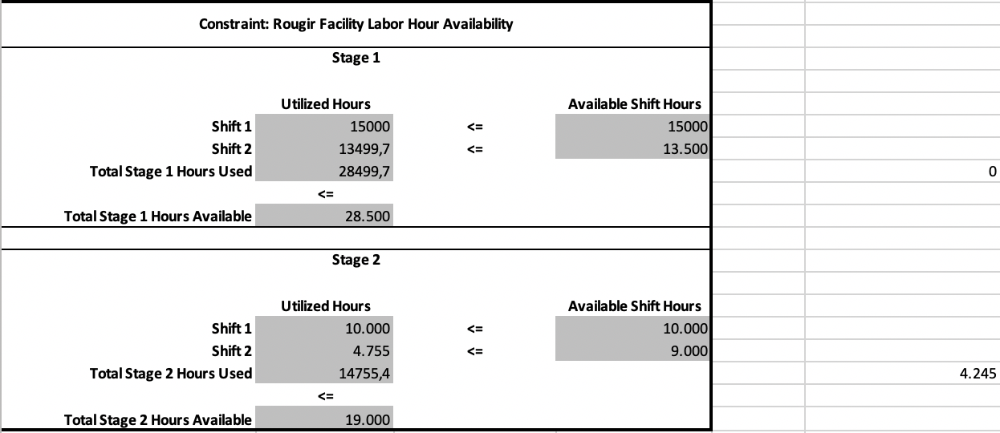 Constraint: Rougir Facility Labor Hour Availability
Stage 1
Utilized Hours Available Shift Hours
Shift 1 15000 <= 15000
Shift 2 13499,7 <= 13.500
Total Stage 1 Hours Used 28499,7 0
<=
Total Stage 1 Hours Available 28.500
Stage 2
Utilized Hours Available Shift Hours
Shift 1 10.000 <= 10.000
Shift 2 4.755 <= 9.000
Total Stage 2 Hours Used 14755,4 4.245
<=
Total Stage 2 Hours Available 19.000